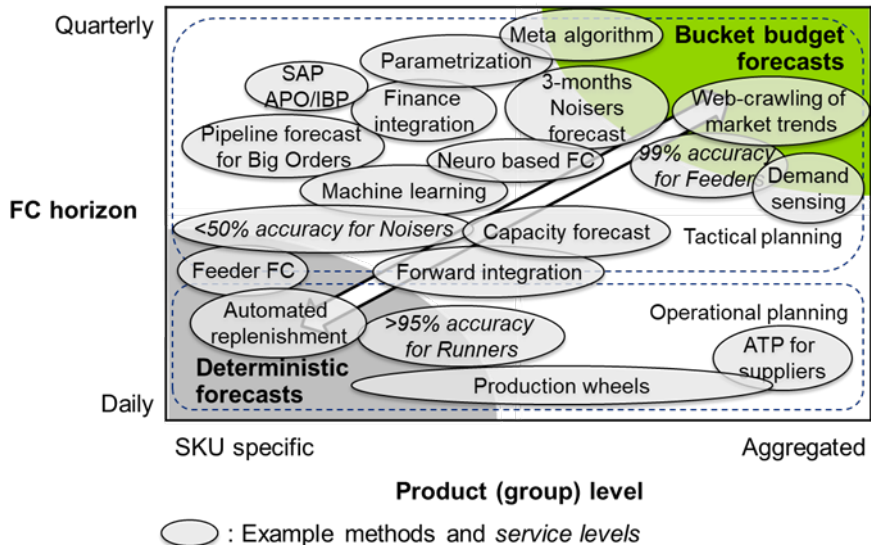 Quarterly
Meta algorithm
Bucket budget
forecasts
Parametrization
SAP
APO/IBP
Finance
integration
3-months
Noisers
forecast
Web-crawling of
market trends
Pipeline forecast
for Big Orders
Neuro based FC
99% accuracy
for Feeders
Machine learning
Demand
sensing
FC horizon
<50% accuracy for Noisers
Capacity forecast
Tactical planning
Feeder FC
Forward integration
Automated
replenishment
>95% accuracy
for Runners
Operational planning
ATP for
suppliers
Deterministic
forecasts
Production wheels
Daily
SKU specific
Aggregated
Product (group) level
: Example methods and service levels